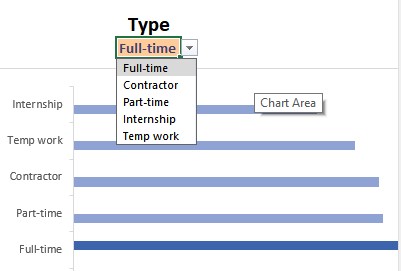 Type
Full-time
Full-time
Contractor
Part-time
Internship
Temp work
Chart Area
Internship
Temp work
Contractor
Part-time
Full-time